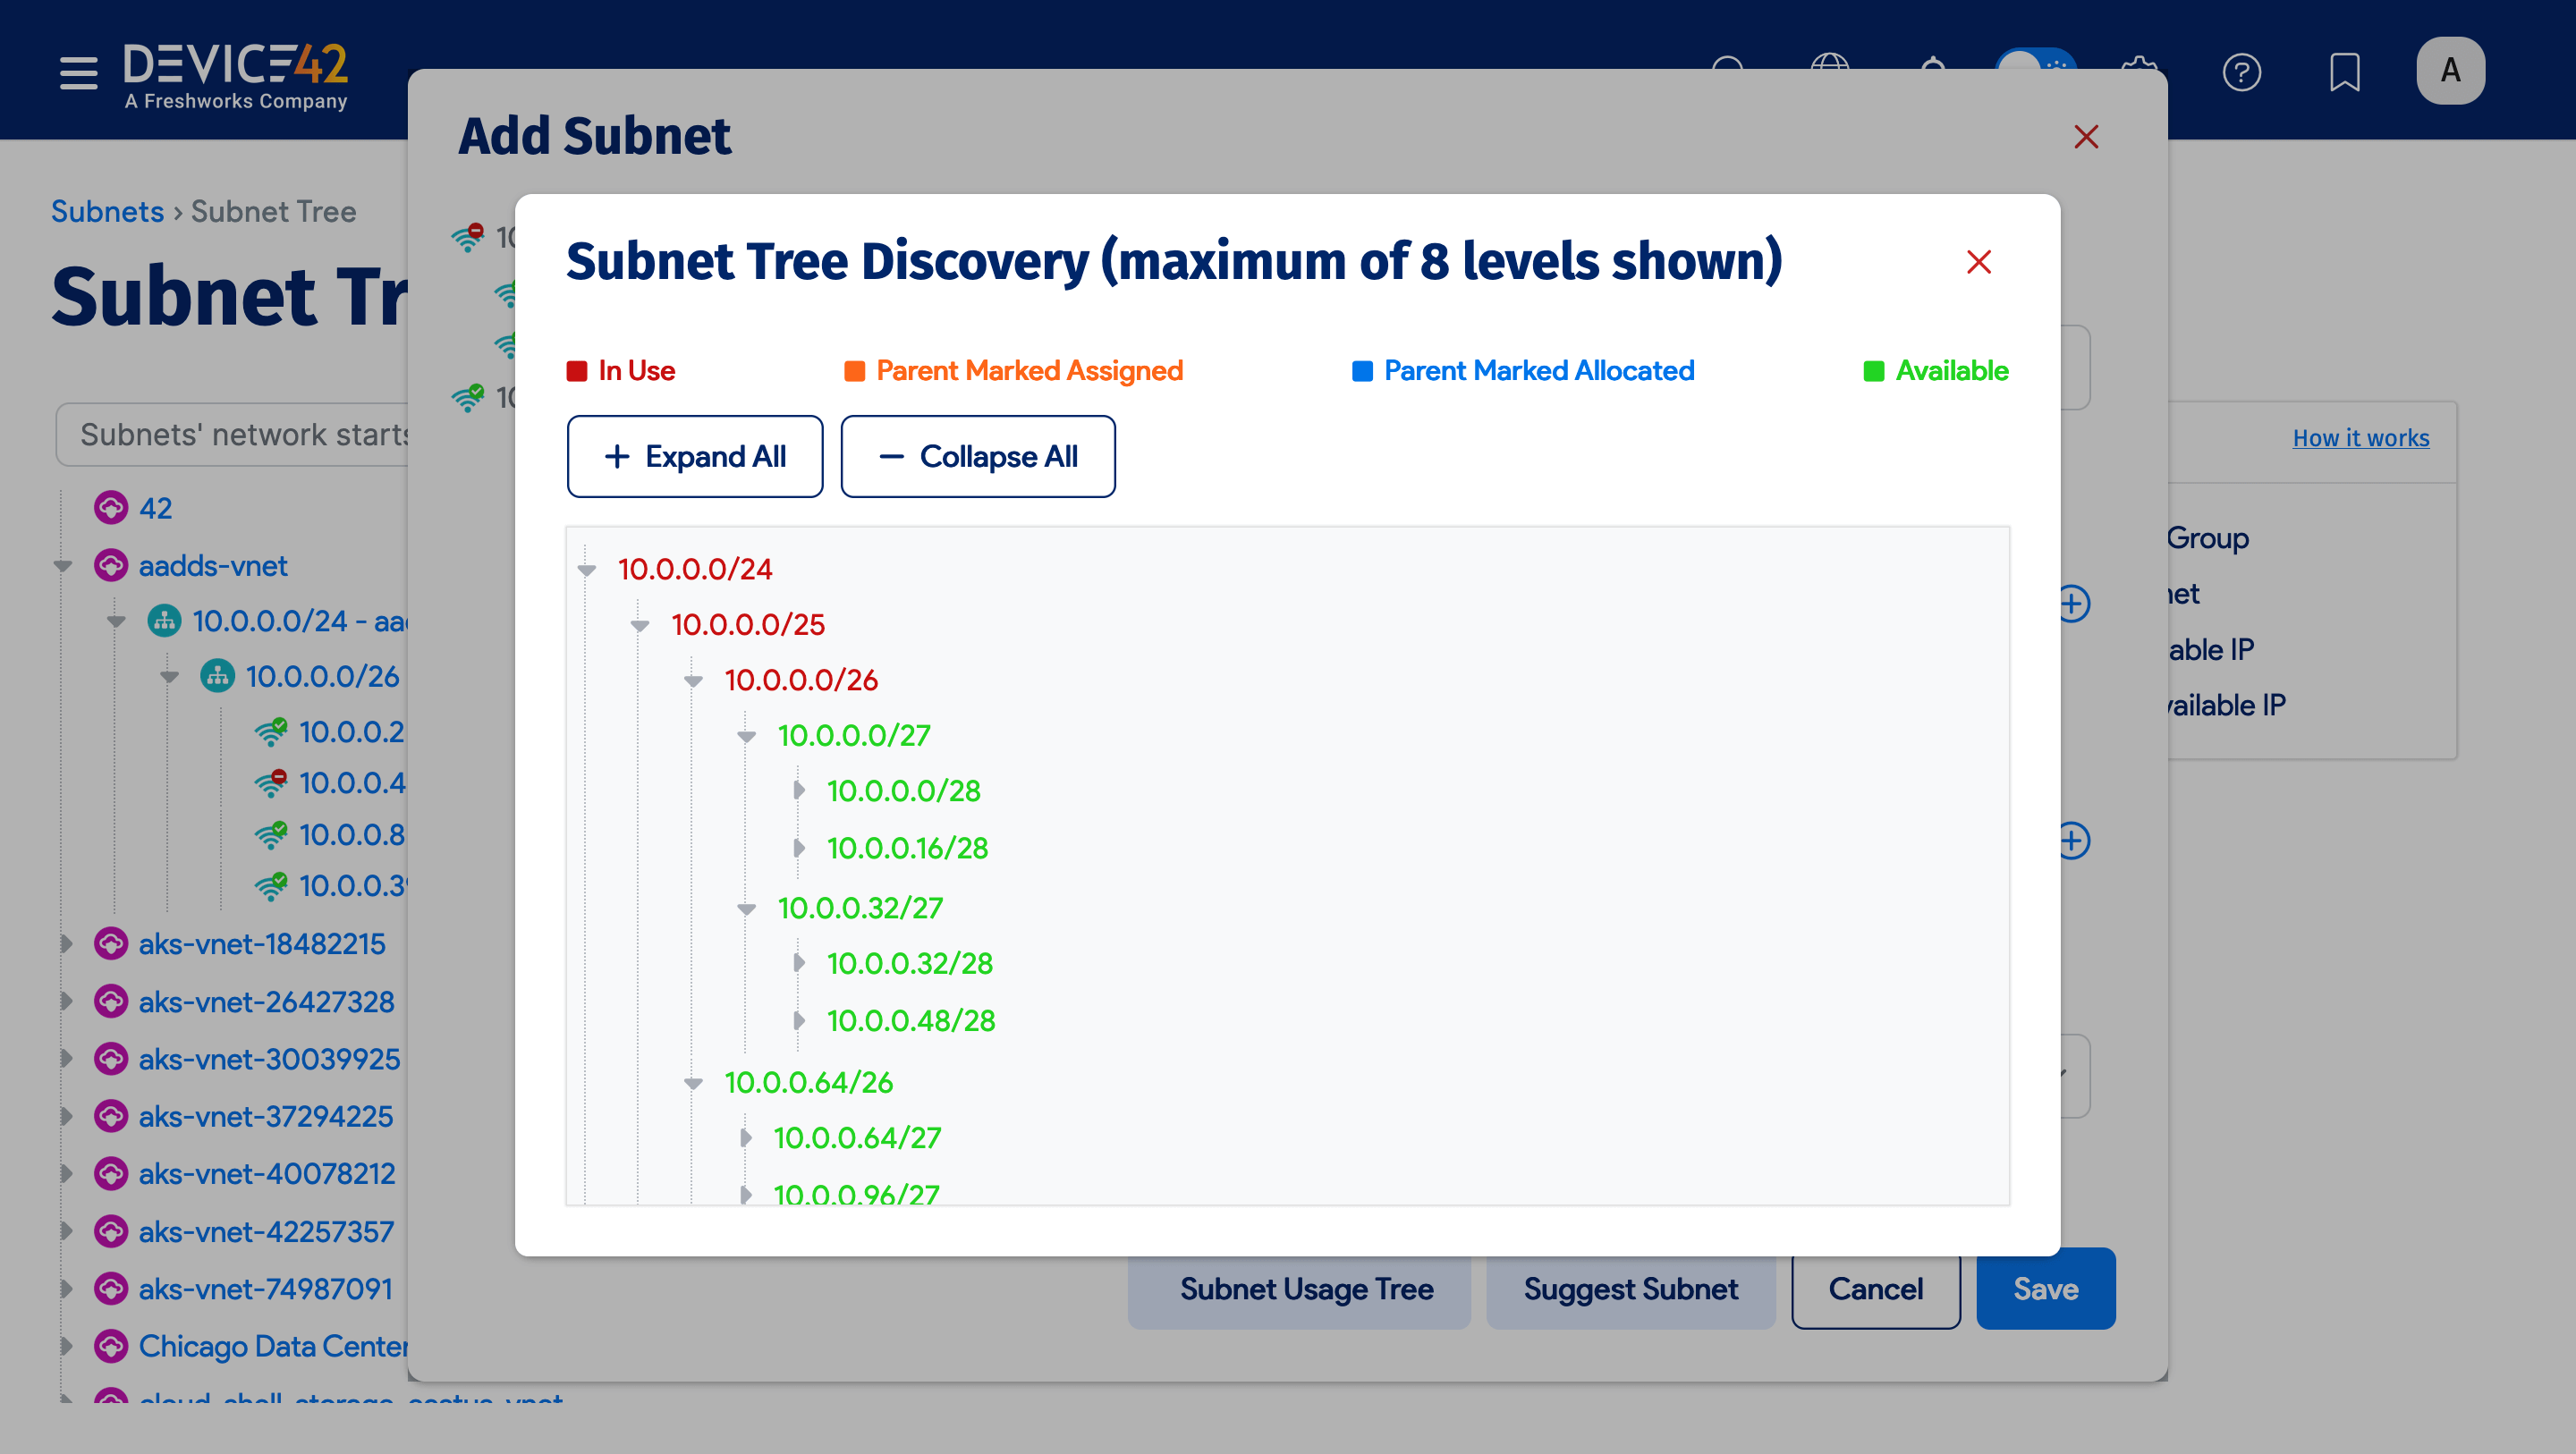 DEVICE42
A Freshworks Company
A
Add Subnet
Subnets › Subnet Tree
Subnet Tr
Subnets' network starts
42
aadds-vnet
10.0.0.0/24 - aa
10.0.0.0/26
10.0.0.2
10.0.0.4
10.0.0.8
10.0.0.3
aks-vnet-18482215
aks-vnet-26427328
aks-vnet-30039925
aks-vnet-37294225
aks-vnet-40078212
aks-vnet-42257357
aks-vnet-74987091
Chicago Data Center
10
10
Subnet Tree Discovery (maximum of 8 levels shown)
In Use
Parent Marked Assigned
Parent Marked Allocated
Available
+ Expand All
− Collapse All
10.0.0.0/24
10.0.0.0/25
10.0.0.0/26
10.0.0.0/27
10.0.0.0/28
10.0.0.16/28
10.0.0.32/27
10.0.0.32/28
10.0.0.48/28
10.0.0.64/26
10.0.0.64/27
10.0.0.96/27
How it works
Group
net
able IP
vailable IP
Subnet Usage Tree
Suggest Subnet
Cancel
Save